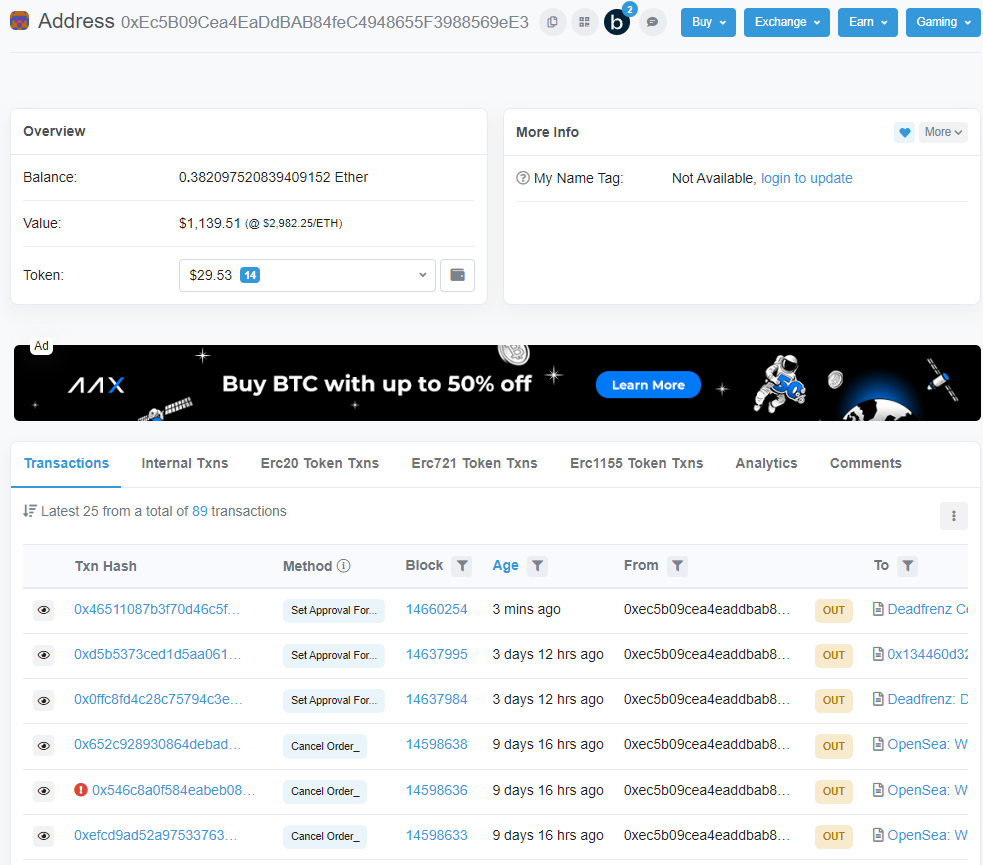 Address 0xEc5B09Cea4EaDdBAB84feC4948655F3988569eE3 b 2 Buy Exchange Earn Gaming
Overview
Balance: 0.382097520839409152 Ether
Value: $1,139.51 (@ $2,982.25/ETH)
Token: $29.53 14
More Info More
My Name Tag: Not Available, login to update
Ad
AAX Buy BTC with up to 50% off Learn More
Transactions Internal Txns Erc20 Token Txns Erc721 Token Txns Erc1155 Token Txns Analytics Comments
Latest 25 from a total of 89 transactions
Txn Hash Method Block Age From To
0x46511087b3f70d46c5f... Set Approval For... 14660254 3 mins ago 0xec5b09cea4eaddbab8... OUT Deadfrenz Co
0xd5b5373ced1d5aa061... Set Approval For... 14637995 3 days 12 hrs ago 0xec5b09cea4eaddbab8... OUT 0x134460d32
0x0ffc8fd4c28c75794c3e... Set Approval For... 14637984 3 days 12 hrs ago 0xec5b09cea4eaddbab8... OUT Deadfrenz: D
0x652c928930864debad... Cancel Order_ 14598638 9 days 16 hrs ago 0xec5b09cea4eaddbab8... OUT OpenSea: W
0x546c8a0f584eabeb08... Cancel Order_ 14598636 9 days 16 hrs ago 0xec5b09cea4eaddbab8... OUT OpenSea: W
0xefcd9ad52a97533763... Cancel Order_ 14598633 9 days 16 hrs ago 0xec5b09cea4eaddbab8... OUT OpenSea: W